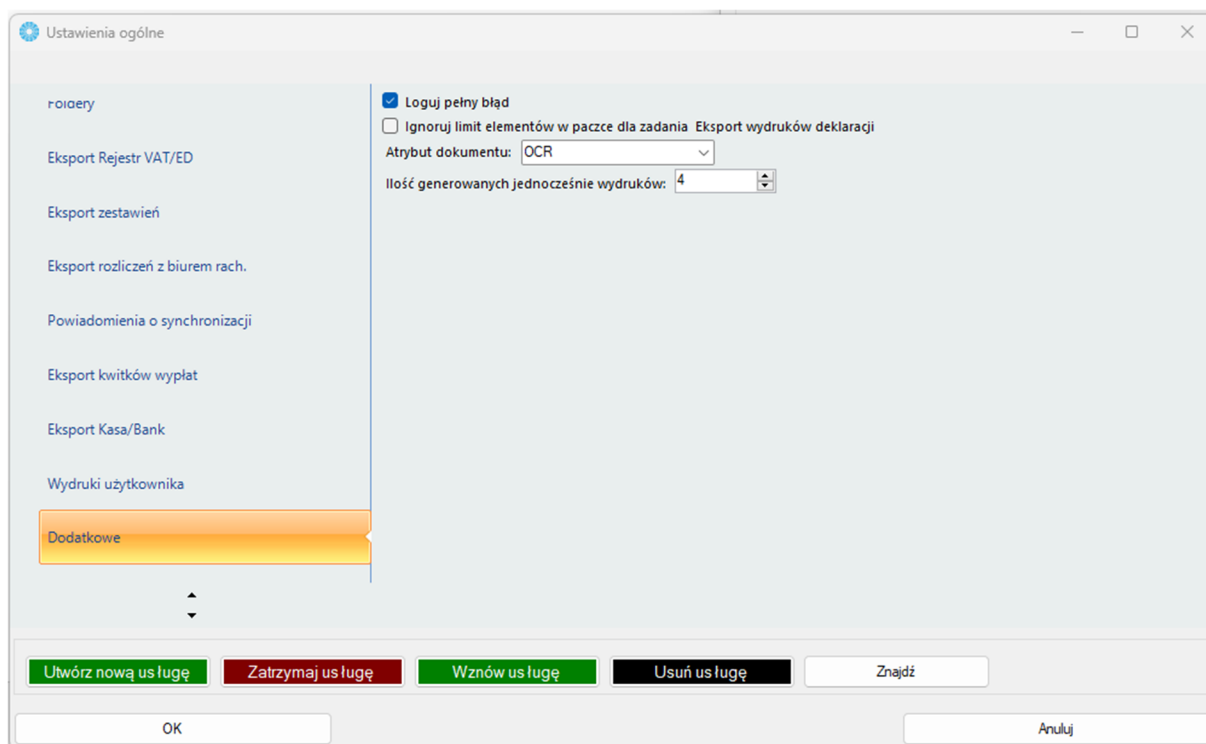 Ustawienia ogólne
Foldery
Eksport Rejestr VAT/ED
Eksport zestawień
Eksport rozliczeń z biurem rach.
Powiadomienia o synchronizacji
Eksport kwitków wypłat
Eksport Kasa/Bank
Wydruki użytkownika
Dodatkowe
Loguj pełny błąd
Ignoruj limit elementów w paczce dla zadania Eksport wydruków deklaracji
Atrybut dokumentu: OCR
Ilość generowanych jednocześnie wydruków: 4
Utwórz nową usługę Zatrzymaj usługę Wznów usługę Usuń usługę Znajdź
OK Anuluj